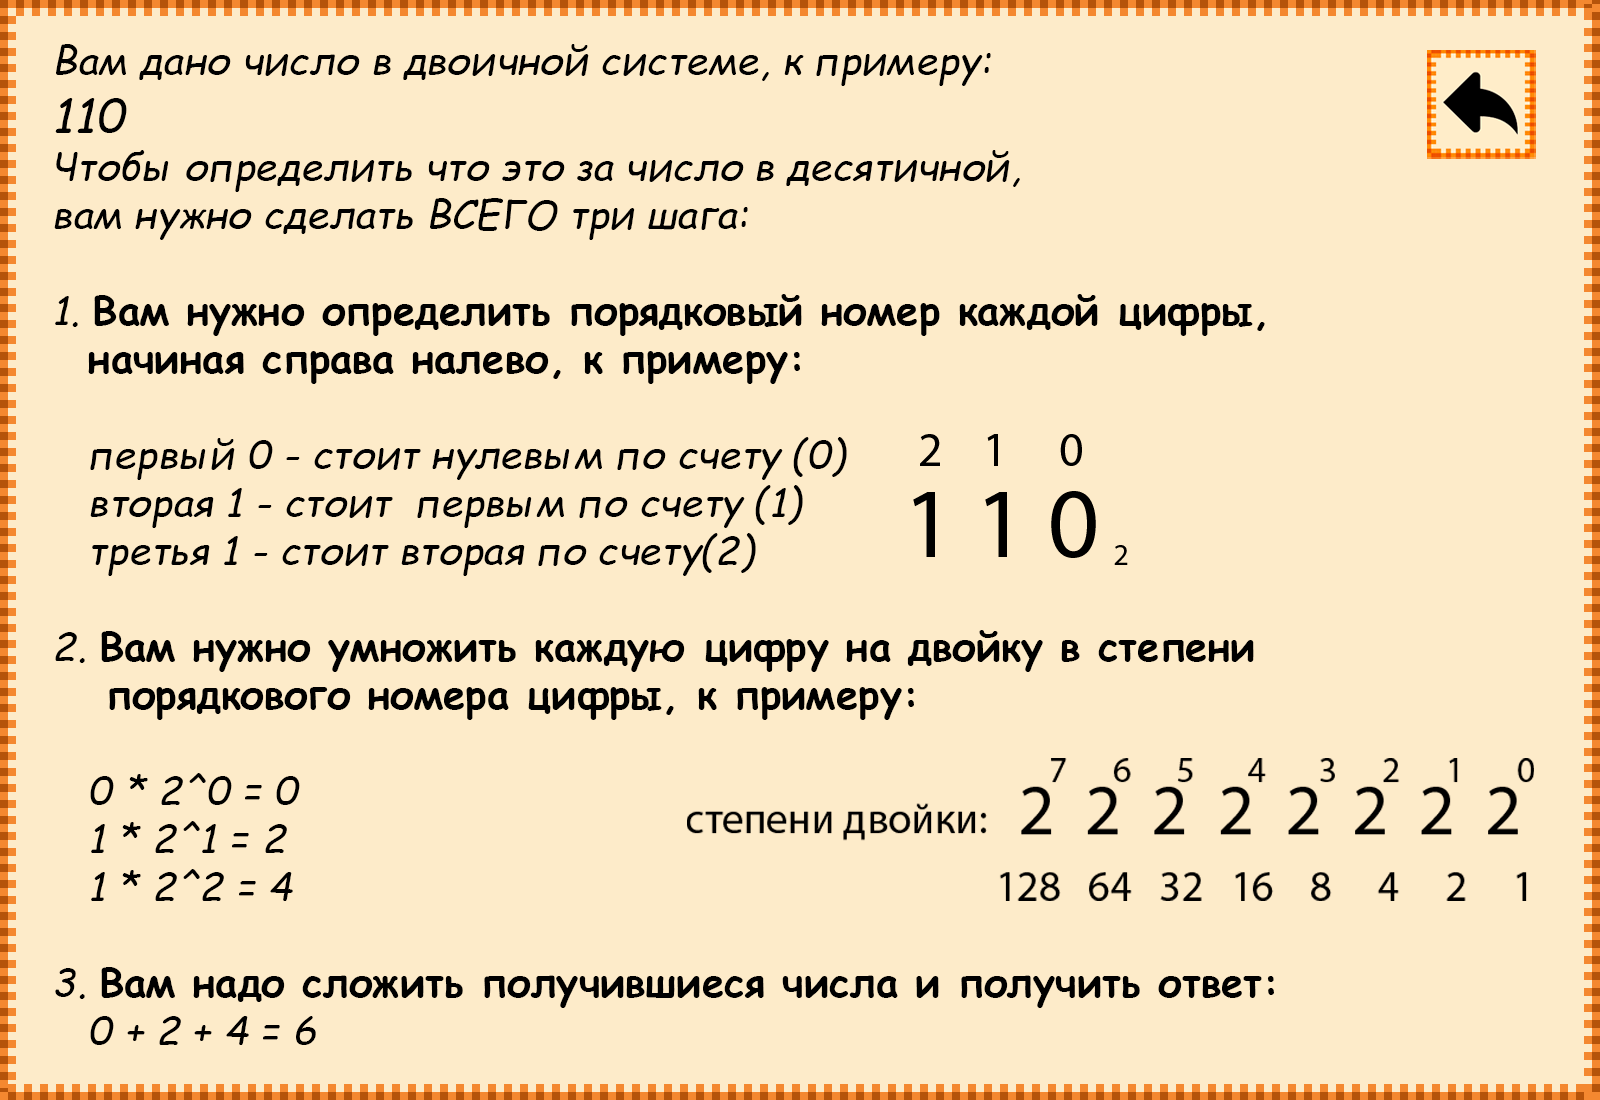 Вам дано число в двоичной системе, к примеру:
110
Чтобы определить что это за число в десятичной,
вам нужно сделать ВСЕГО три шага:
1. Вам нужно определить порядковый номер каждой цифры,
начиная справа налево, к примеру:
первый 0 - стоит нулевым по счету (0)
вторая 1 - стоит первым по счету (1)
третья 1 - стоит вторая по счету(2)
2 1 0
1 1 0 2
2. Вам нужно умножить каждую цифру на двойку в степени
порядкового номера цифры, к примеру:
0 * 2^0 = 0
1 * 2^1 = 2
1 * 2^2 = 4
7 6 5 4 3 2 1 0
степени двойки: 2 2 2 2 2 2 2 2
128 64 32 16 8 4 2 1
3. Вам надо сложить получившиеся числа и получить ответ:
0 + 2 + 4 = 6